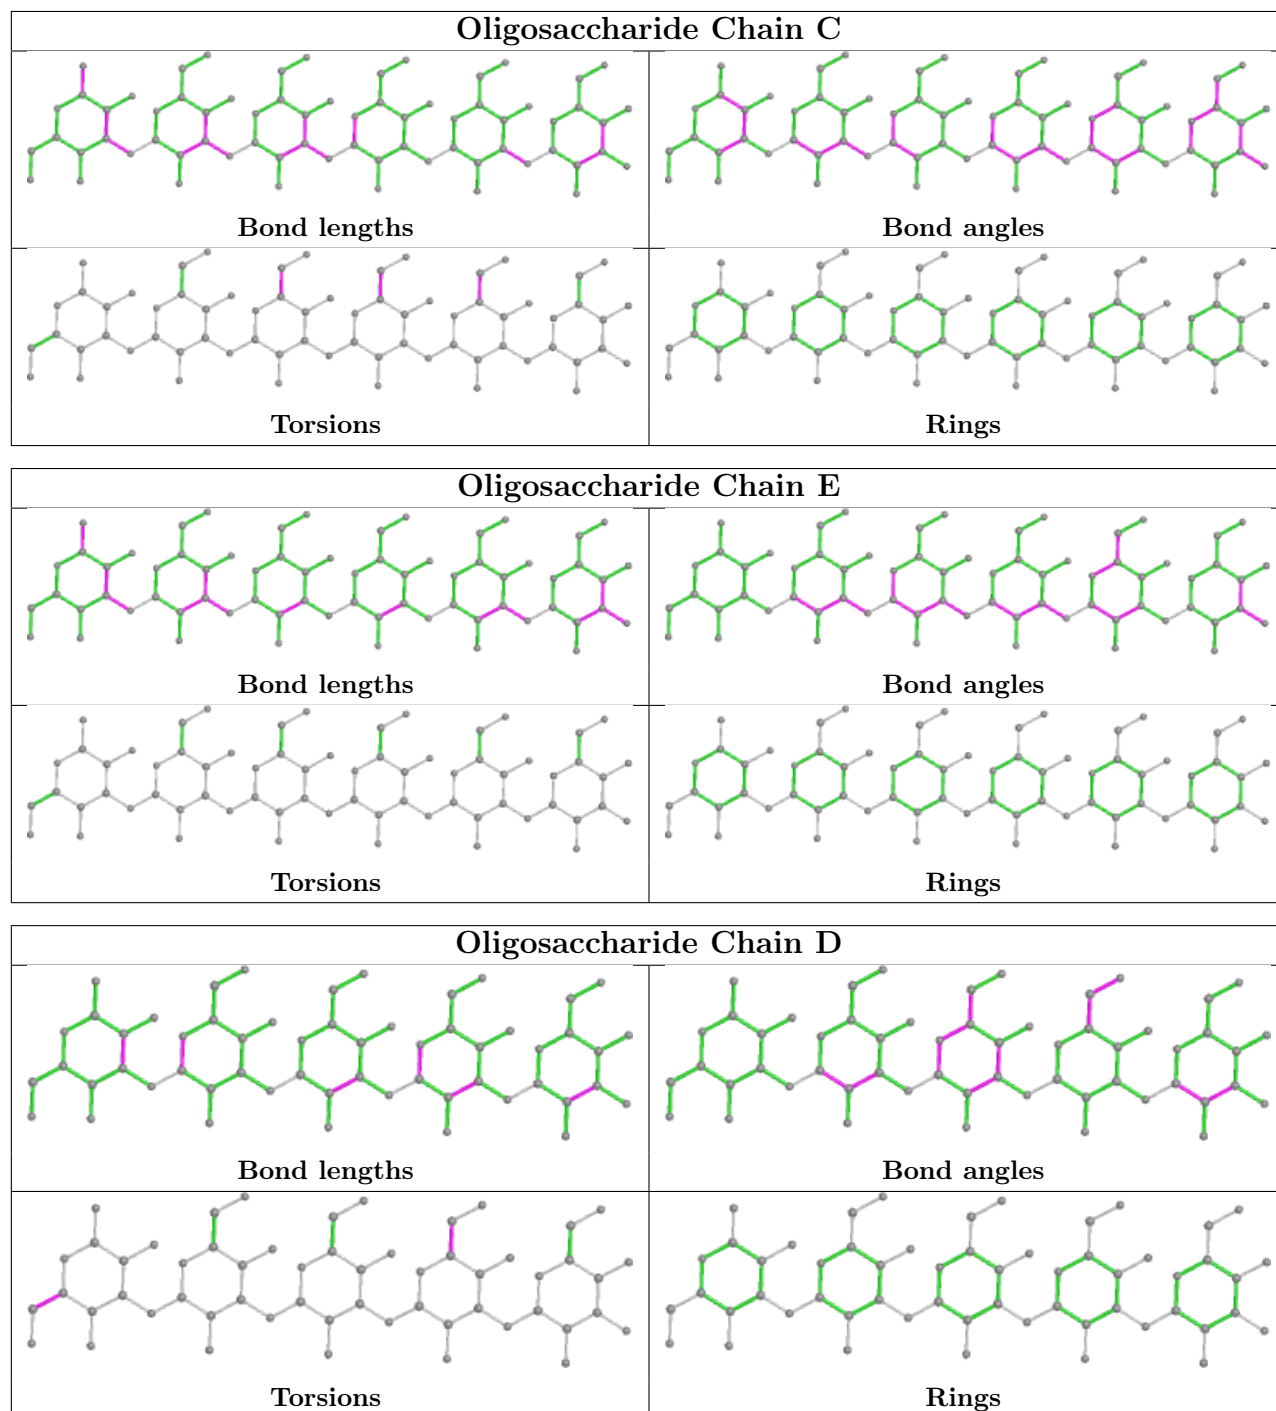 Oligosaccharide Chain C
Bond lengths
Bond angles
Torsions
Rings
Oligosaccharide Chain E
Bond lengths
Bond angles
Torsions
Rings
Oligosaccharide Chain D
Bond lengths
Bond angles
Torsions
Rings